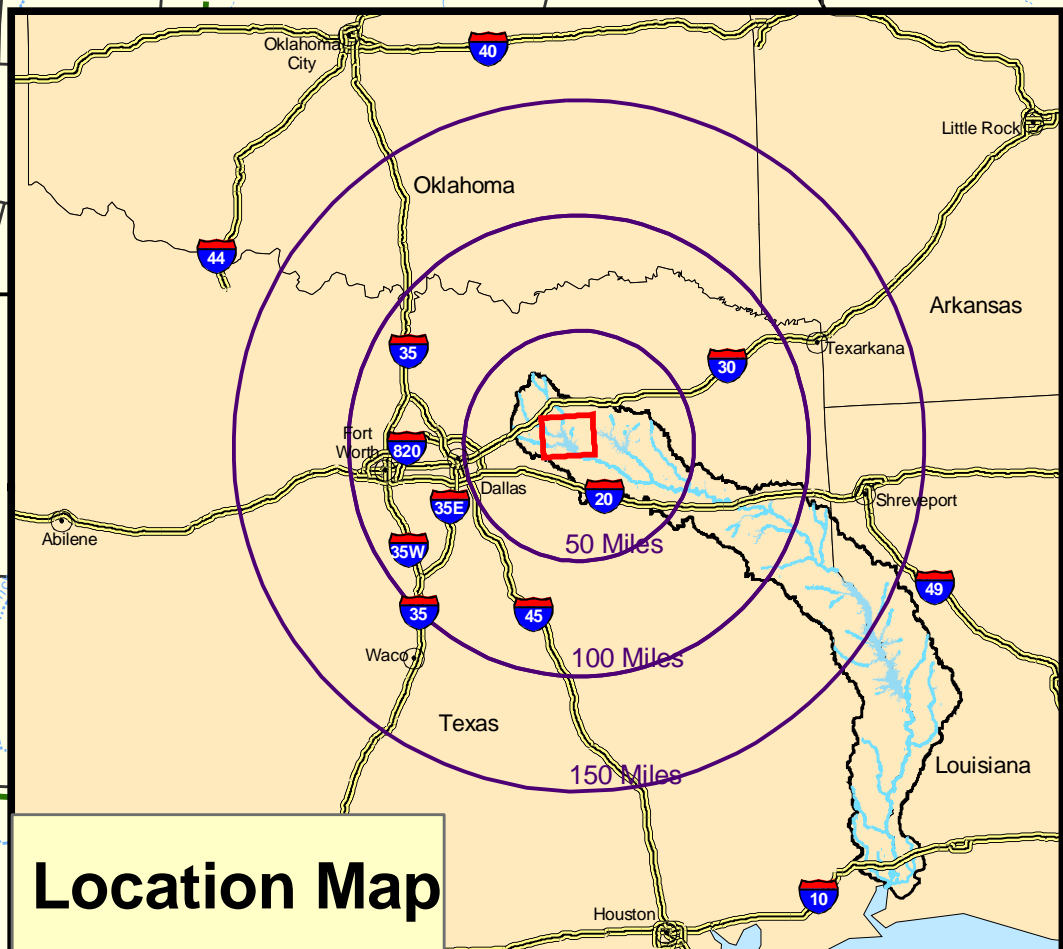 Oklahoma
City
40
Little Rock
Oklahoma
44
Arkansas
35
Texarkana
30
Fort
Worth
820
Dallas
20
Shreveport
35E
Abilene
50 Miles
35W
49
35
45
Waco
100 Miles
Texas
Louisiana
150 Miles
Location Map
10
Houston